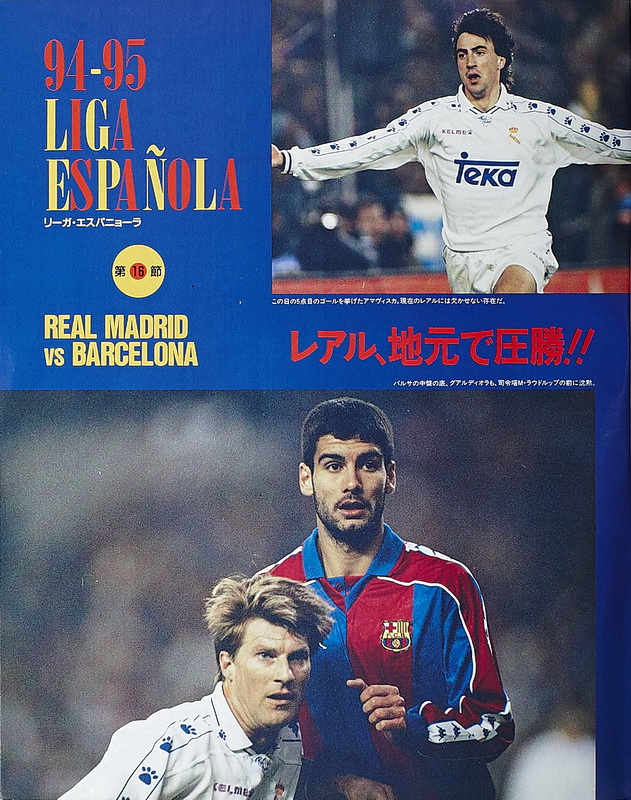 94-95
LIGA
ESPAÑOLA
リーガ・エスパニョーラ
第16節
REAL MADRID
vs BARCELONA
KELME
Teka
この日の5点目のゴールを挙げたアマヴィスカ。現在のレアルには欠かせない存在だ。
レアル、地元で圧勝!!
バルサの中盤の底、グアルディオラも、司令塔M・ラウドルップの前に沈黙。
KELME